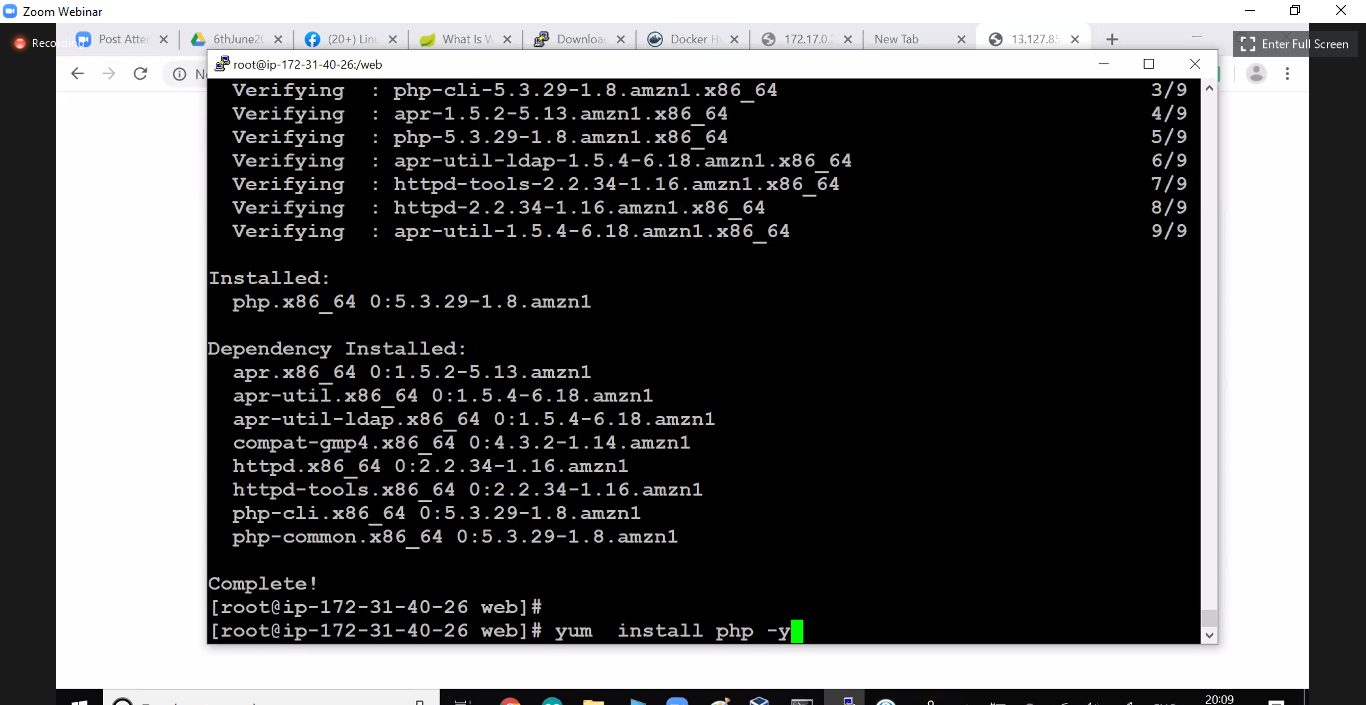 Zoom Webinar
Recording
Post Atten
6thJune20
(20+) Linu
What Is W
Downloa
Docker H
172.17.0.
New Tab
13.127.85
Enter Full Screen
root@ip-172-31-40-26:/web
Verifying : php-cli-5.3.29-1.8.amzn1.x86_64 3/9
Verifying : apr-1.5.2-5.13.amzn1.x86_64 4/9
Verifying : php-5.3.29-1.8.amzn1.x86_64 5/9
Verifying : apr-util-ldap-1.5.4-6.18.amzn1.x86_64 6/9
Verifying : httpd-tools-2.2.34-1.16.amzn1.x86_64 7/9
Verifying : httpd-2.2.34-1.16.amzn1.x86_64 8/9
Verifying : apr-util-1.5.4-6.18.amzn1.x86_64 9/9
Installed:
php.x86_64 0:5.3.29-1.8.amzn1
Dependency Installed:
apr.x86_64 0:1.5.2-5.13.amzn1
apr-util.x86_64 0:1.5.4-6.18.amzn1
apr-util-ldap.x86_64 0:1.5.4-6.18.amzn1
compat-gmp4.x86_64 0:4.3.2-1.14.amzn1
httpd.x86_64 0:2.2.34-1.16.amzn1
httpd-tools.x86_64 0:2.2.34-1.16.amzn1
php-cli.x86_64 0:5.3.29-1.8.amzn1
php-common.x86_64 0:5.3.29-1.8.amzn1
Complete!
[root@ip-172-31-40-26 web]#
[root@ip-172-31-40-26 web]# yum  install php -y
20:09